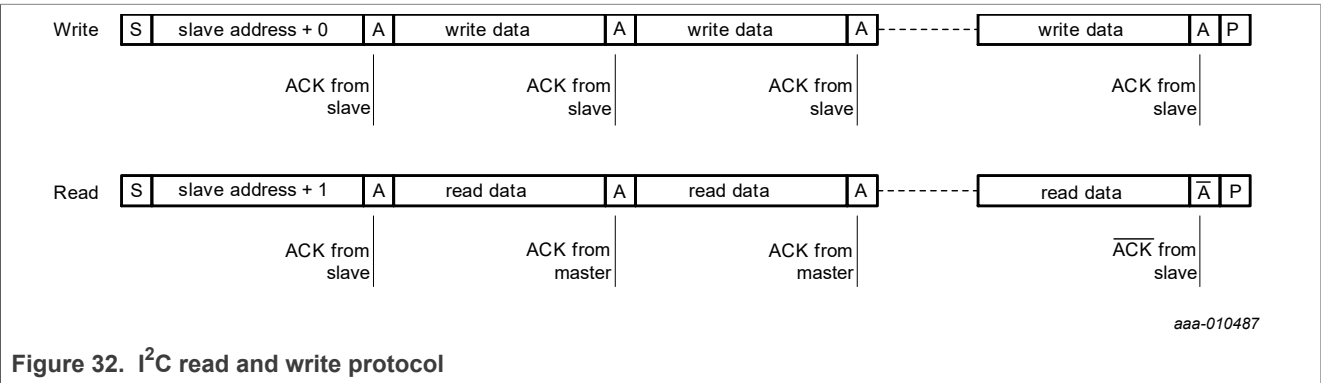 Write S slave address + 0 A write data A write data A write data A P
ACK from slave ACK from slave ACK from slave ACK from slave
Read S slave address + 1 A read data A read data A read data A̅ P
ACK from slave ACK from master ACK from master A̅C̅K̅ from slave
aaa-010487
Figure 32. I²C read and write protocol